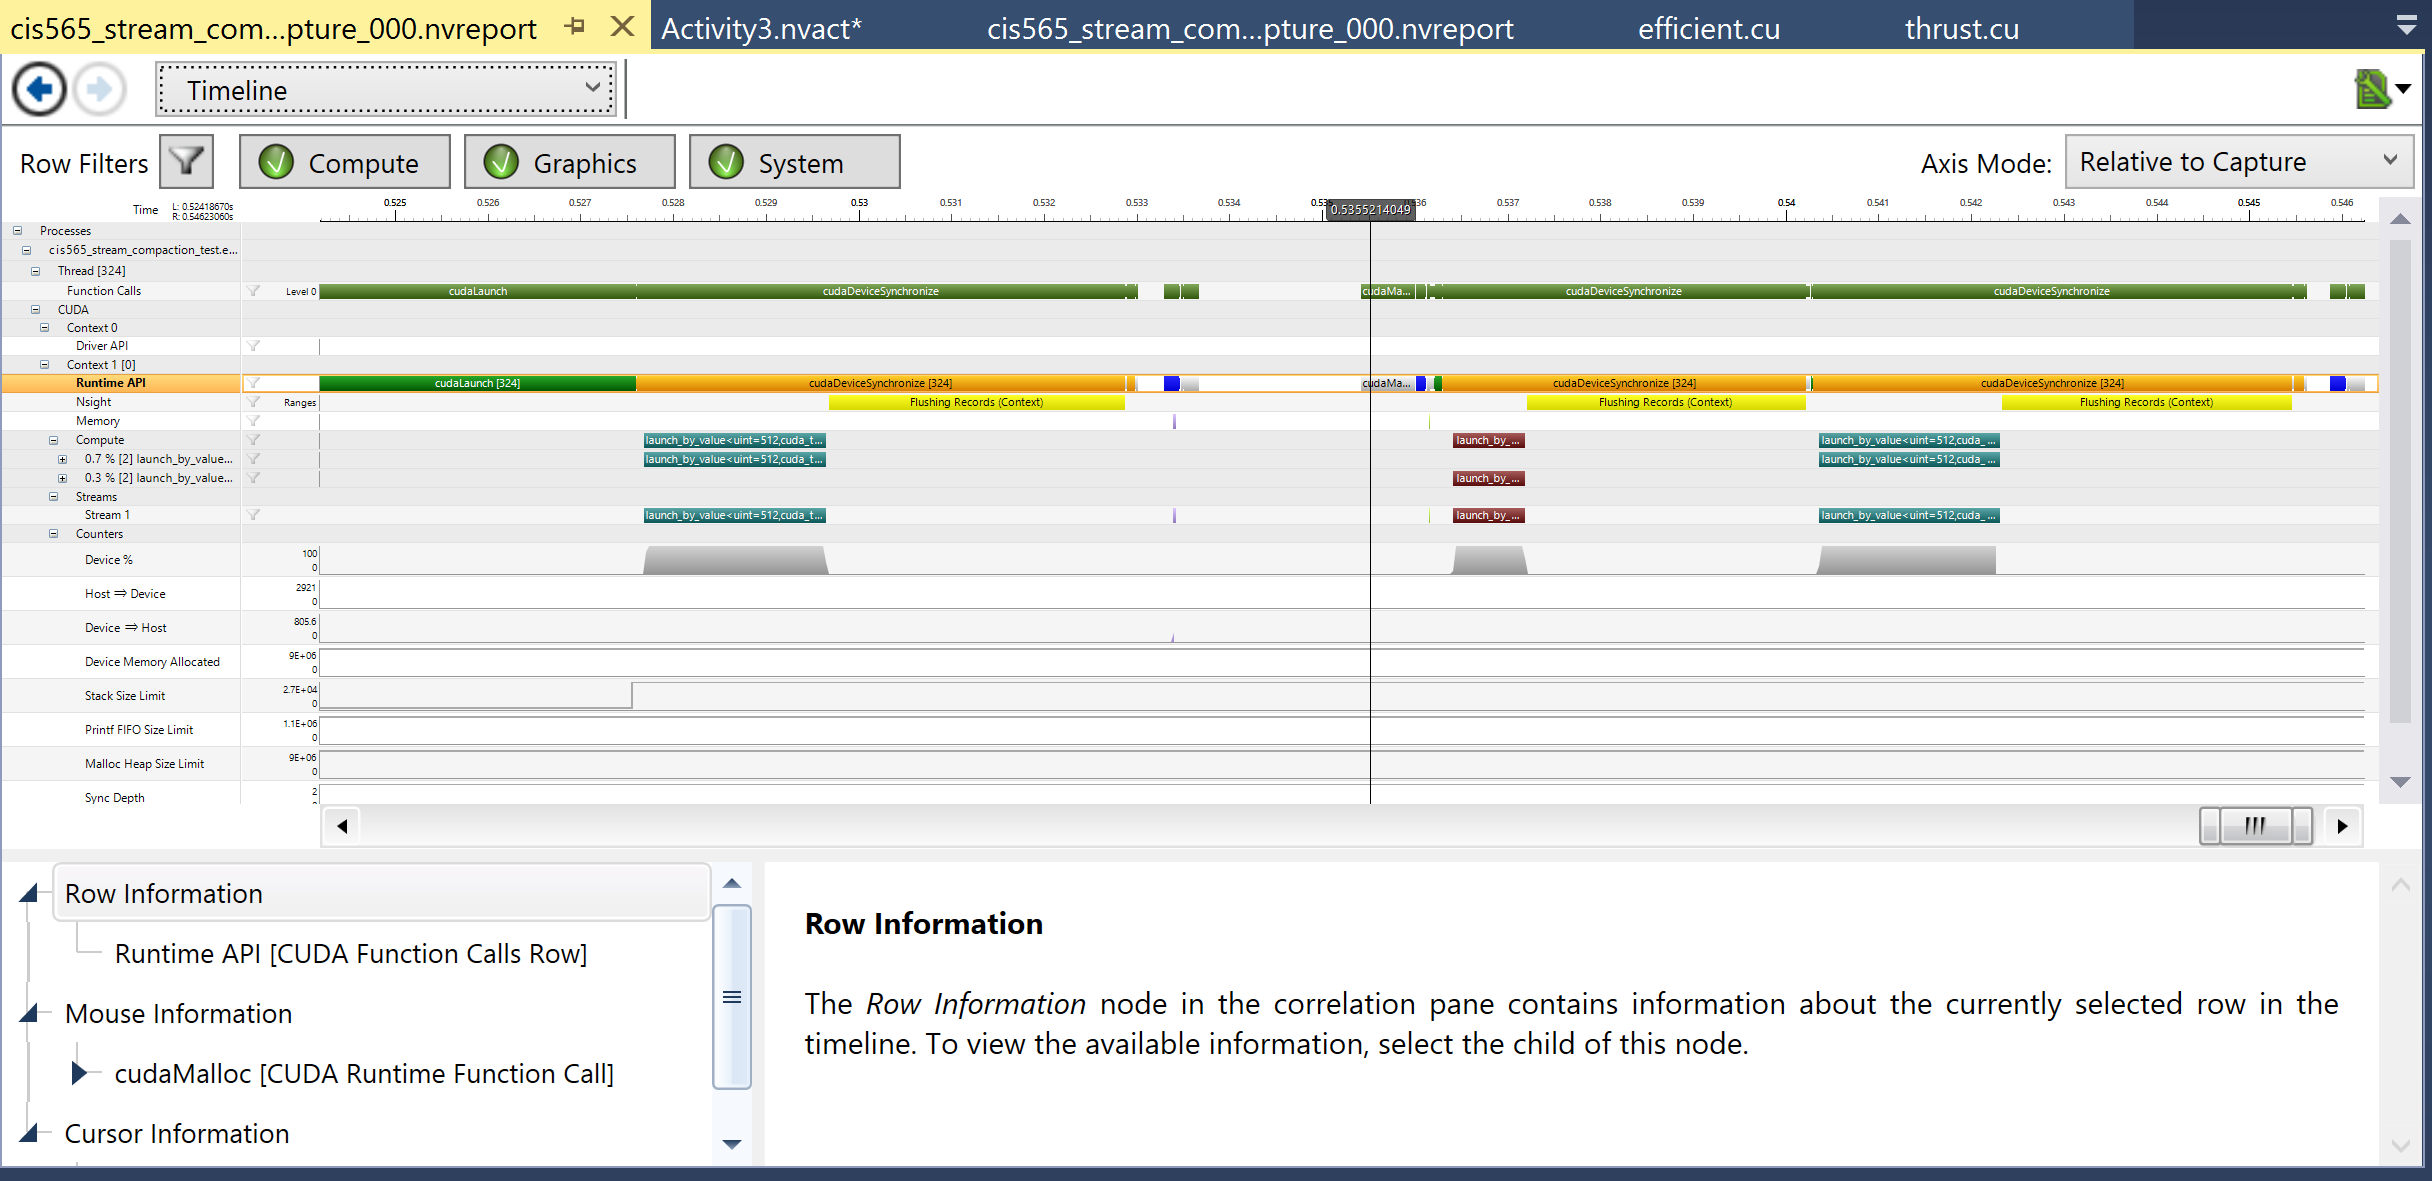 cis565_stream_com...pture_000.nvreport Activity3.nvact* cis565_stream_com...pture_000.nvreport efficient.cu thrust.cu
Timeline
Row Filters Compute Graphics System Axis Mode: Relative to Capture
Time L: 0.52418670s R: 0.54623060s
0.525 0.526 0.527 0.528 0.529 0.53 0.531 0.532 0.533 0.534 0.5355214049 0.537 0.538 0.539 0.54 0.541 0.542 0.543 0.544 0.545 0.546
Processes
cis565_stream_compaction_test.e...
Thread [324]
Function Calls Level 0 cudaLaunch cudaDeviceSynchronize cudaMa... cudaDeviceSynchronize cudaDeviceSynchronize
CUDA
Context 0
Driver API
Context 1 [0]
Runtime API cudaLaunch [324] cudaDeviceSynchronize [324] cudaMa... cudaDeviceSynchronize [324] cudaDeviceSynchronize [324]
Nsight Ranges Flushing Records (Context) Flushing Records (Context) Flushing Records (Context)
Memory
Compute launch_by_value<uint=512,cuda_t... launch_by_... launch_by_value<uint=512,cuda_...
0.7 % [2] launch_by_value... launch_by_value<uint=512,cuda_t... launch_by_value<uint=512,cuda_...
0.3 % [2] launch_by_value... launch_by_...
Streams
Stream 1 launch_by_value<uint=512,cuda_t... launch_by_... launch_by_value<uint=512,cuda_...
Counters
Device % 100 0
Host ⇒ Device 2921 0
Device ⇒ Host 805.6 0
Device Memory Allocated 9E+06 0
Stack Size Limit 2.7E+04 0
Printf FIFO Size Limit 1.1E+06 0
Malloc Heap Size Limit 9E+06 0
Sync Depth 2
Row Information
Runtime API [CUDA Function Calls Row]
Mouse Information
cudaMalloc [CUDA Runtime Function Call]
Cursor Information
Row Information
The Row Information node in the correlation pane contains information about the currently selected row in the
timeline. To view the available information, select the child of this node.